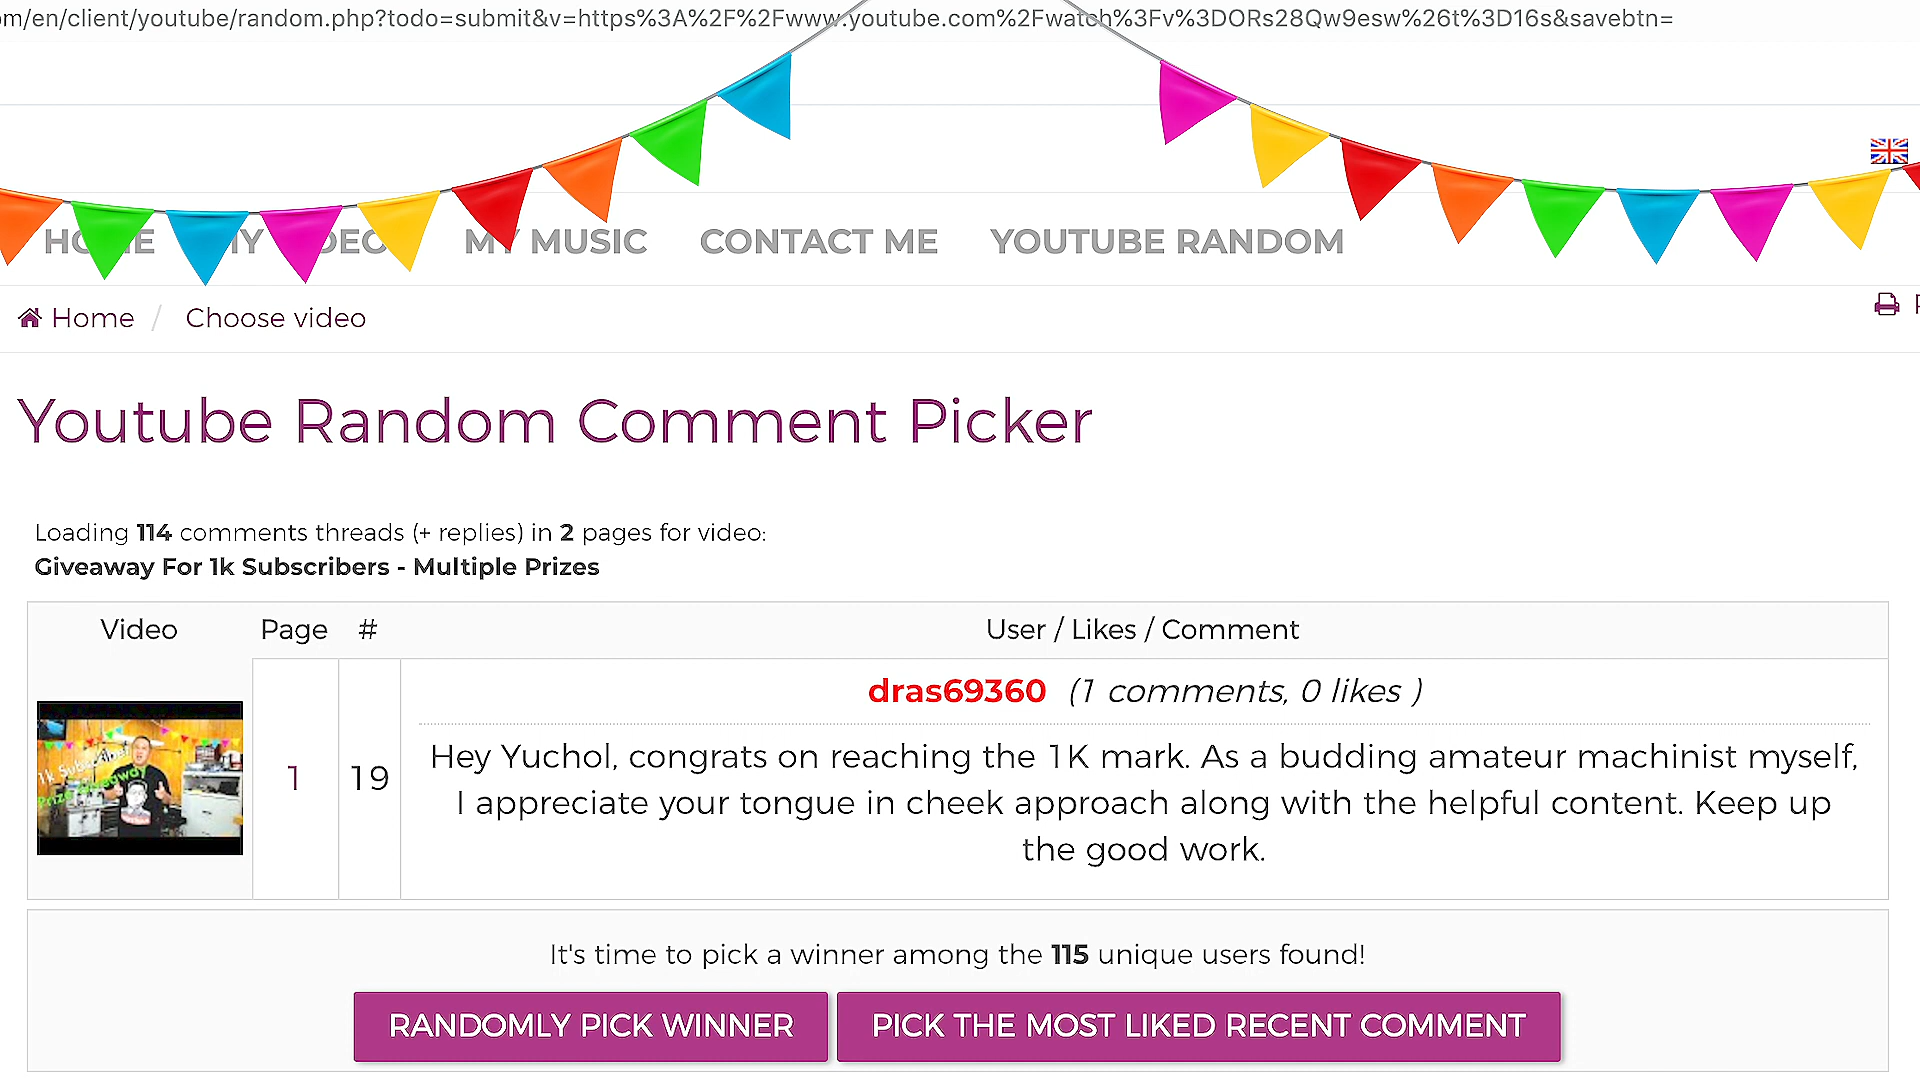 m/en/client/youtube/random.php?todo=submit&v=https%3A%2F%2Fwww.youtube.com%2Fwatch%3Fv%3DORs28Qw9esw%26t%3D16s&savebtn=
MY MUSIC CONTACT ME YOUTUBE RANDOM
Home / Choose video
Youtube Random Comment Picker
Loading 114 comments threads (+ replies) in 2 pages for video:
Giveaway For 1k Subscribers - Multiple Prizes
Video Page # User / Likes / Comment
dras69360 (1 comments, 0 likes )
1k Subscriber
Prize Giveaway
1 19
Hey Yuchol, congrats on reaching the 1K mark. As a budding amateur machinist myself,
I appreciate your tongue in cheek approach along with the helpful content. Keep up
the good work.
It's time to pick a winner among the 115 unique users found!
RANDOMLY PICK WINNER PICK THE MOST LIKED RECENT COMMENT